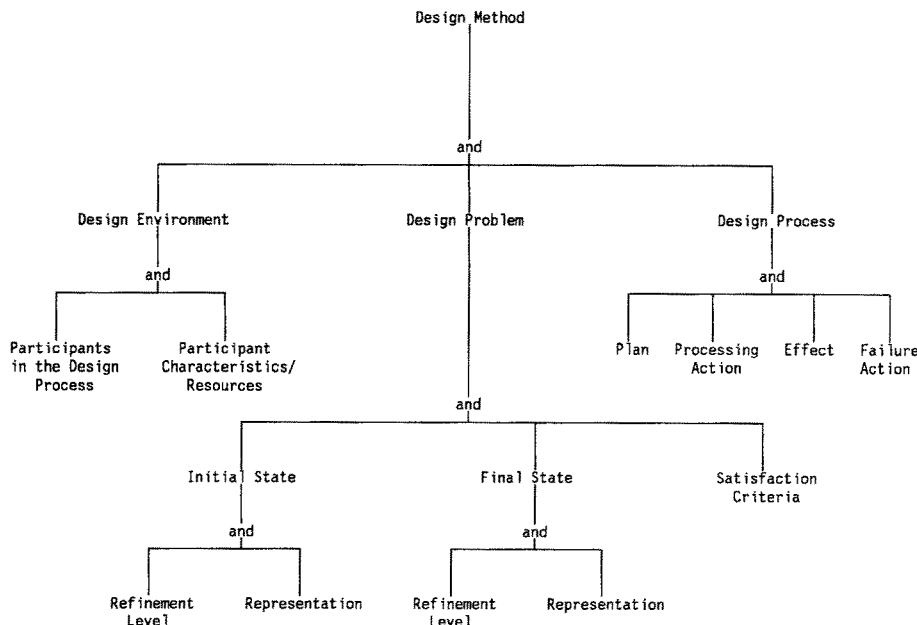 Design Method
and
Design Environment
Design Problem
Design Process
and
and
Participants
in the Design
Process
Participant
Characteristics/
Resources
Plan
Processing
Action
Effect
Failure
Action
and
Initial State
Final State
Satisfaction
Criteria
and
and
Refinement
Level
Representation
Refinement
Level
Representation